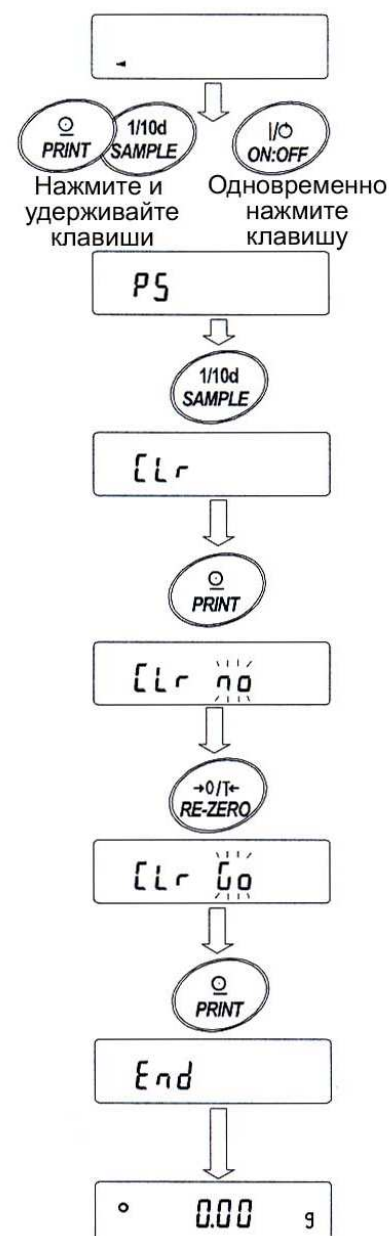 PRINT
1/10d
SAMPLE
I/⏻
ON:OFF
Нажмите и
удерживайте
клавиши
Одновременно
нажмите
клавишу
PS
1/10d
SAMPLE
CLr
PRINT
CLr no
→0/T←
RE-ZERO
CLr Go
PRINT
End
0.00 g